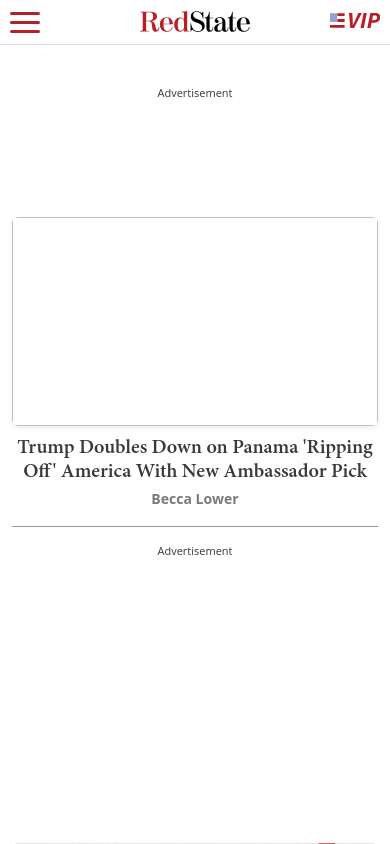 RedState
VIP
Advertisement
Trump Doubles Down on Panama 'Ripping
Off' America With New Ambassador Pick
Becca Lower
Advertisement